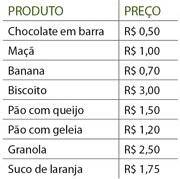 PRODUTO PREÇO
Chocolate em barra R$ 0,50
Maçã R$ 1,00
Banana R$ 0,70
Biscoito R$ 3,00
Pão com queijo R$ 1,50
Pão com geleia R$ 1,20
Granola R$ 2,50
Suco de laranja R$ 1,75